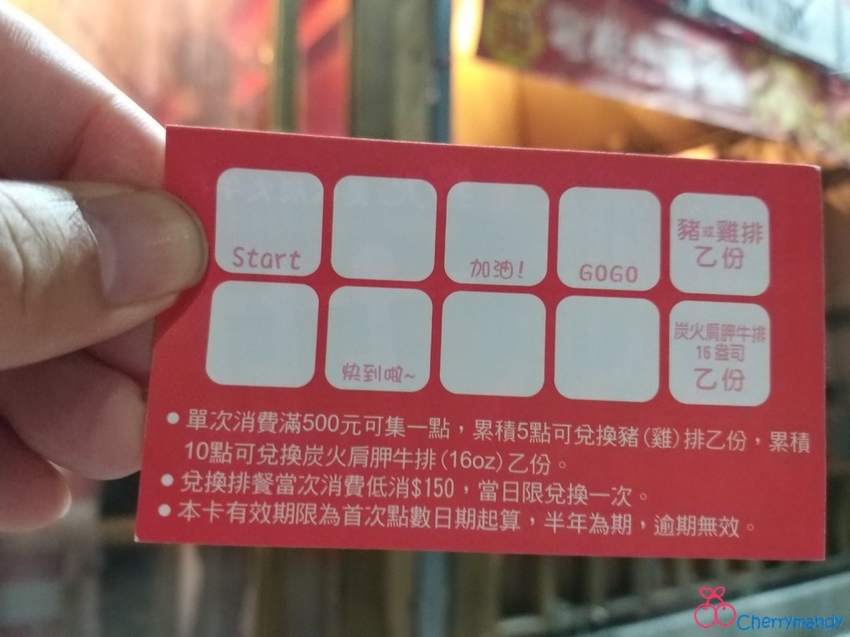 Start
加油!
GOGO
豬或雞排
乙份
快到啦~
炭火肩胛牛排
16盎司
乙份
● 單次消費滿500元可集一點，累積5點可兌換豬(雞)排乙份，累積
10點可兌換炭火肩胛牛排(16oz)乙份。
● 兌換排餐當次消費低消$150，當日限兌換一次。
● 本卡有效期限為首次點數日期起算，半年為期，逾期無效。
Cherrymandy